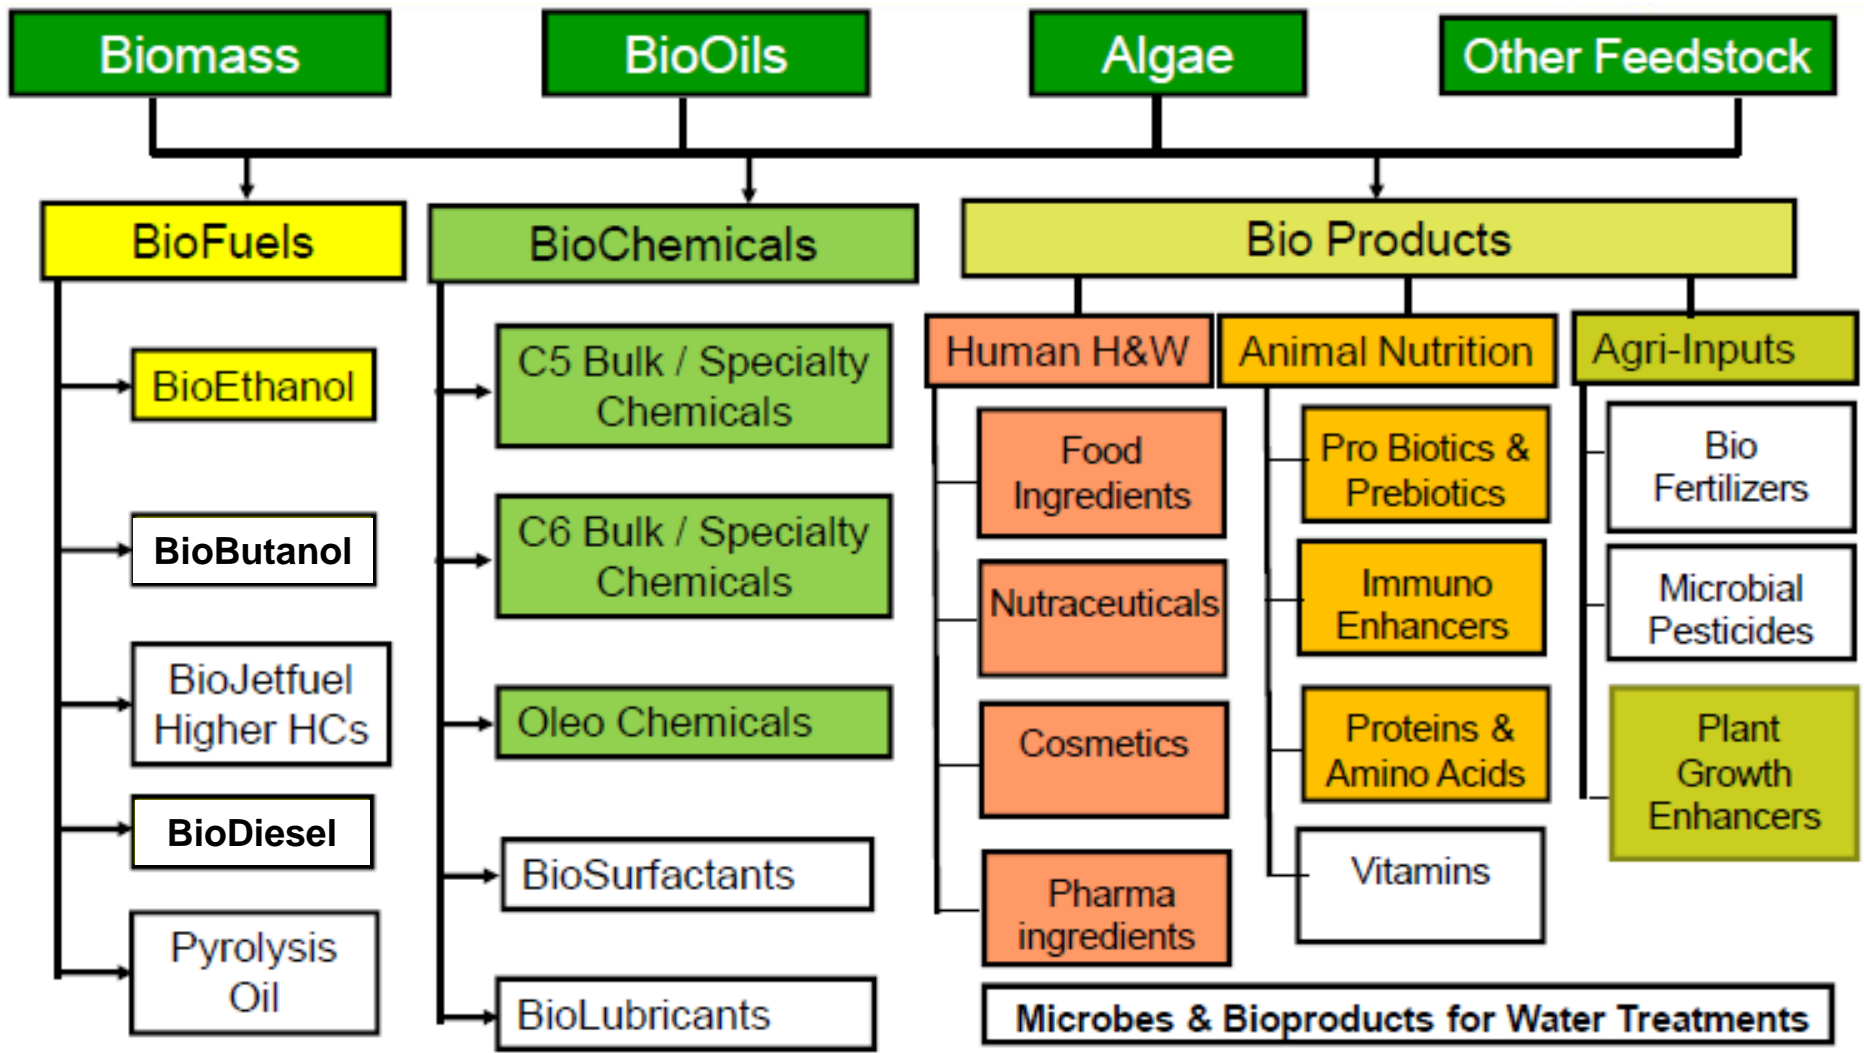 Biomass
BioOils
Algae
Other Feedstock
BioFuels
BioChemicals
Bio Products
BioEthanol
BioButanol
BioJetfuel
Higher HCs
BioDiesel
Pyrolysis
Oil
C5 Bulk / Specialty
Chemicals
C6 Bulk / Specialty
Chemicals
Oleo Chemicals
BioSurfactants
BioLubricants
Human H&W
Food
Ingredients
Nutraceuticals
Cosmetics
Pharma
ingredients
Animal Nutrition
Pro Biotics &
Prebiotics
Immuno
Enhancers
Proteins &
Amino Acids
Vitamins
Agri-Inputs
Bio
Fertilizers
Microbial
Pesticides
Plant
Growth
Enhancers
Microbes & Bioproducts for Water Treatments